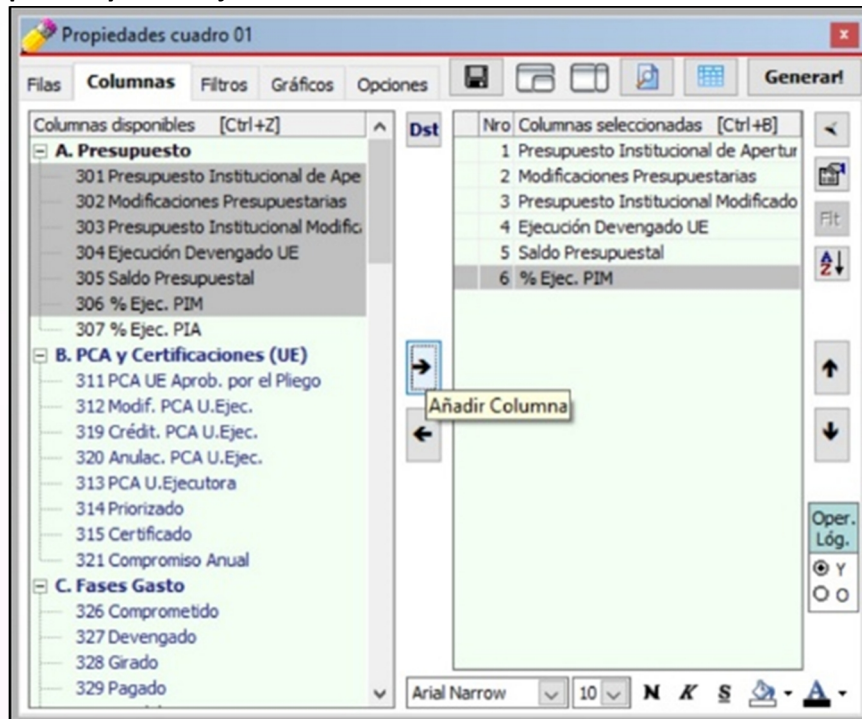 Propiedades cuadro 01
x
Filas Columnas Filtros Gráficos Opciones Generar!
Columnas disponibles [Ctrl+Z]
A. Presupuesto
301 Presupuesto Institucional de Ape
302 Modificaciones Presupuestarias
303 Presupuesto Institucional Modific
304 Ejecución Devengado UE
305 Saldo Presupuestal
306 % Ejec. PIM
307 % Ejec. PIA
B. PCA y Certificaciones (UE)
311 PCA UE Aprob. por el Pliego
312 Modif. PCA U.Ejec.
319 Crédit. PCA U.Ejec.
320 Anulac. PCA U.Ejec.
313 PCA U.Ejecutora
314 Priorizado
315 Certificado
321 Compromiso Anual
C. Fases Gasto
326 Comprometido
327 Devengado
328 Girado
329 Pagado
Dst
Añadir Columna
Nro Columnas seleccionadas [Ctrl+B]
1 Presupuesto Institucional de Apertur
2 Modificaciones Presupuestarias
3 Presupuesto Institucional Modificado
4 Ejecución Devengado UE
5 Saldo Presupuestal
6 % Ejec. PIM
Flt
A
Z
Oper.
Lóg.
Y
O
Arial Narrow 10 N K S A